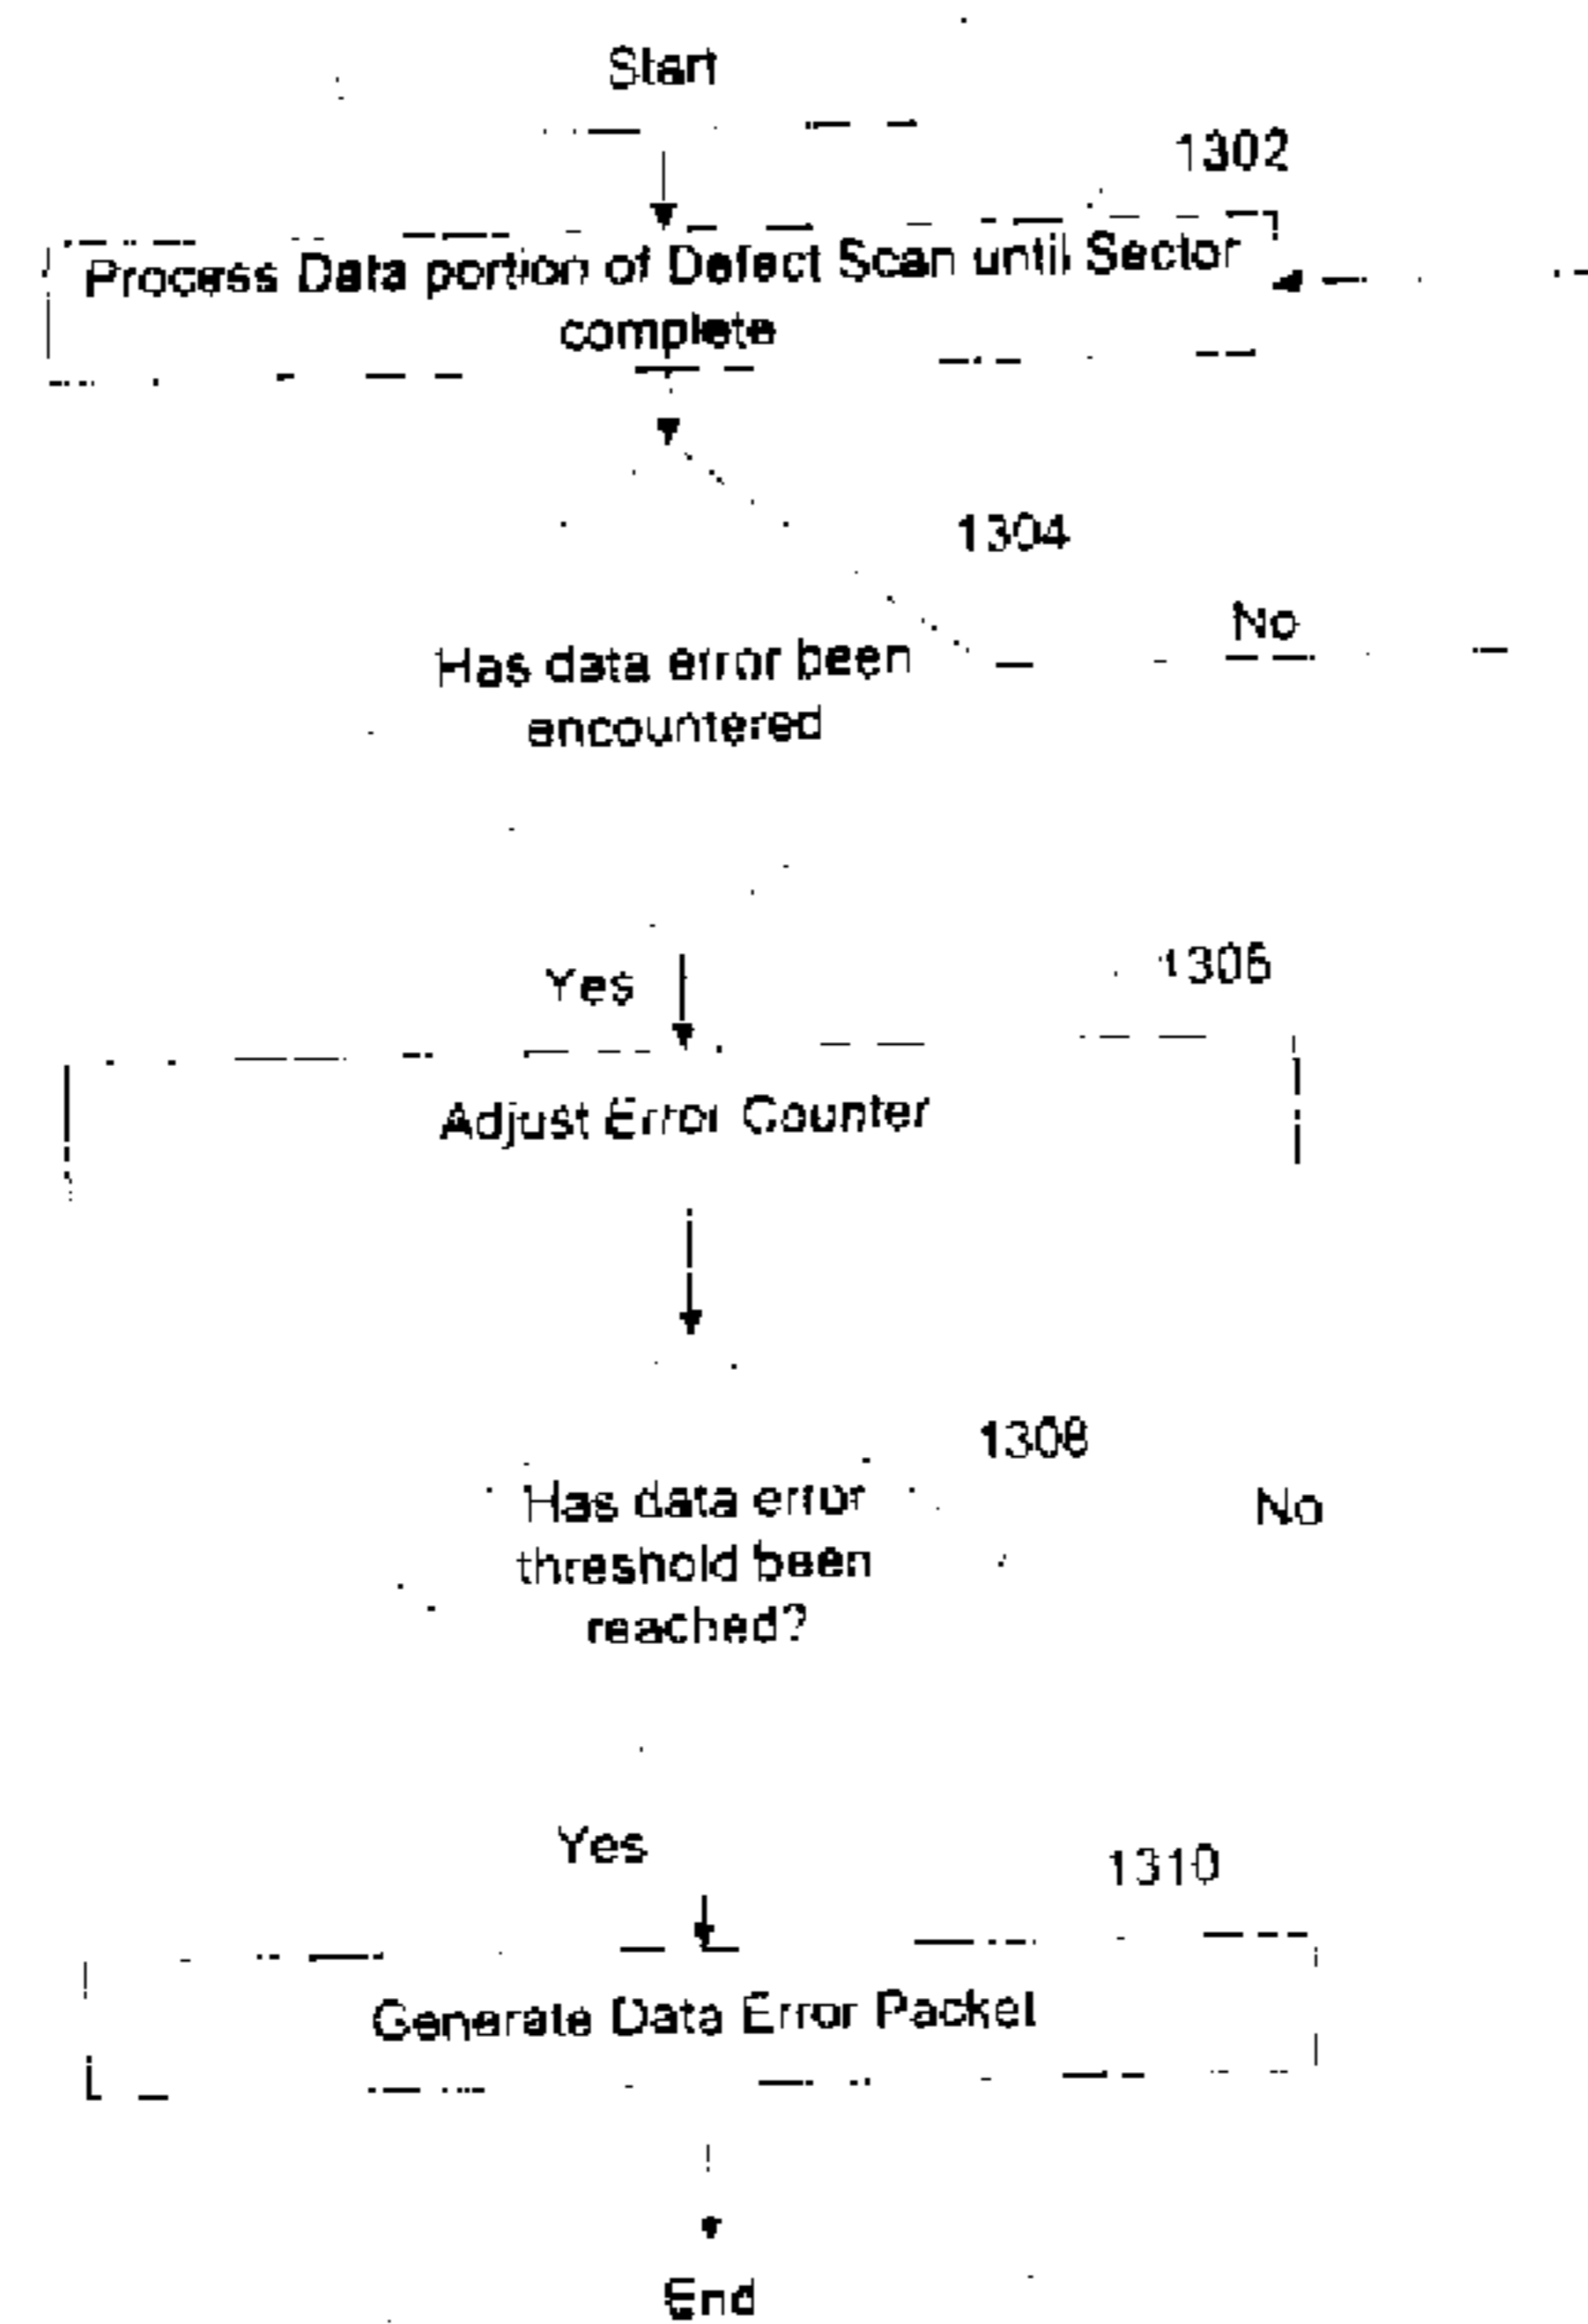 Start
1302
Process Data portion of Defect Scan until Sector
complete
1304
No
Has data error been
encountered
Yes
1306
Adjust Error Counter
1308
Has data error
threshold been
reached?
No
Yes
1310
Generate Data Error Packet
End